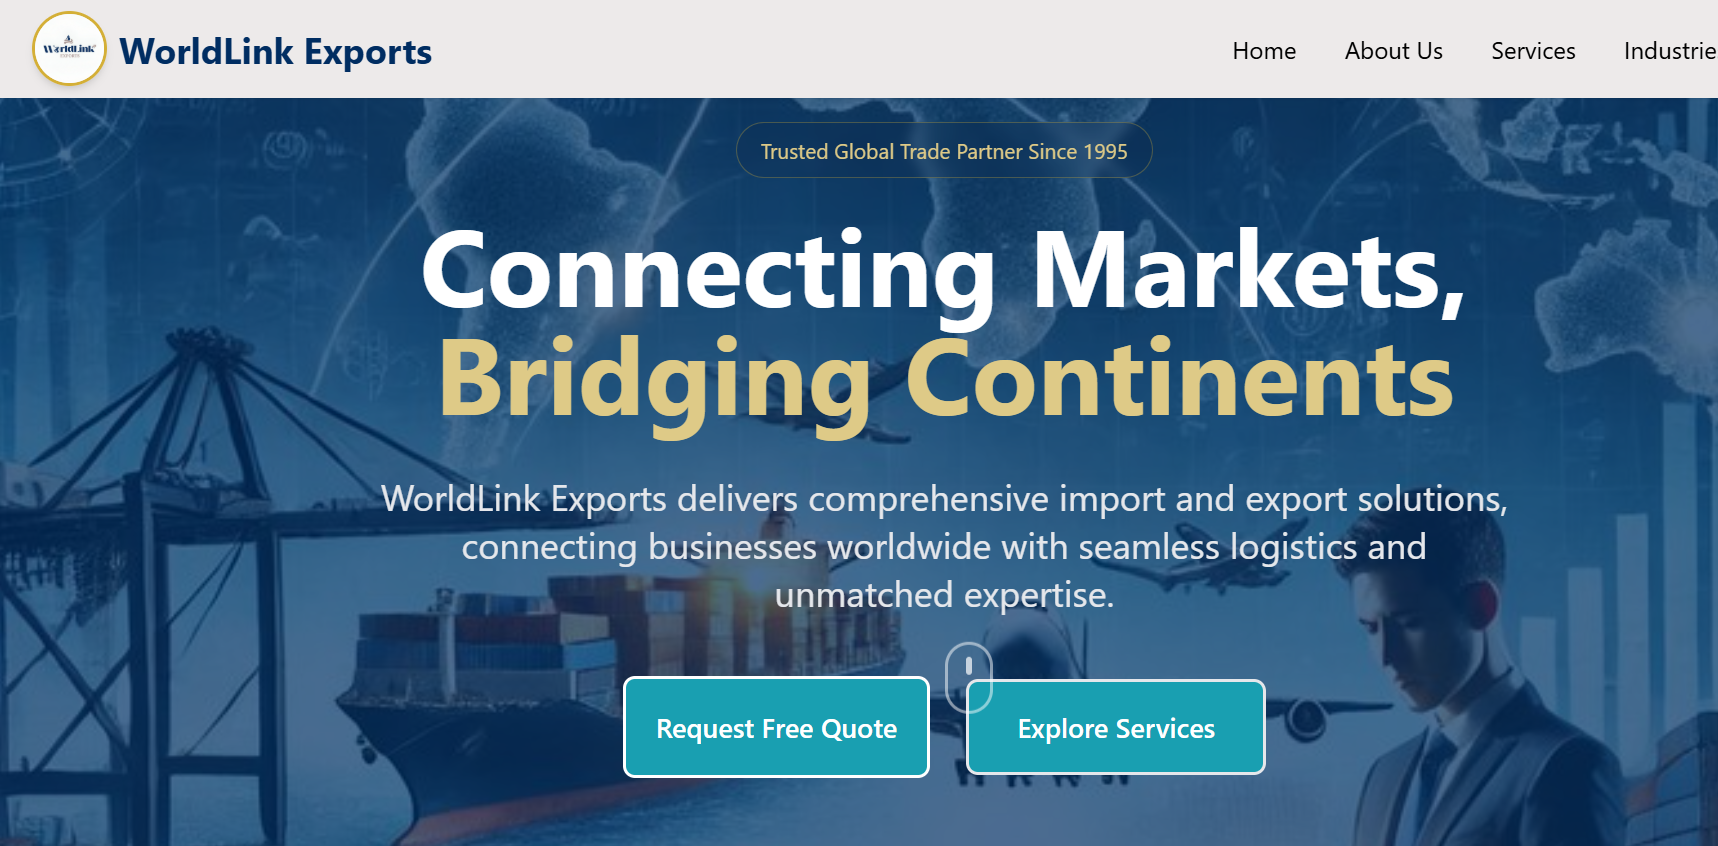 WorldLink
EXPORTS
WorldLink Exports
Home
About Us
Services
Industrie
Trusted Global Trade Partner Since 1995
Connecting Markets,
Bridging Continents
WorldLink Exports delivers comprehensive import and export solutions,
connecting businesses worldwide with seamless logistics and
unmatched expertise.
Request Free Quote
Explore Services